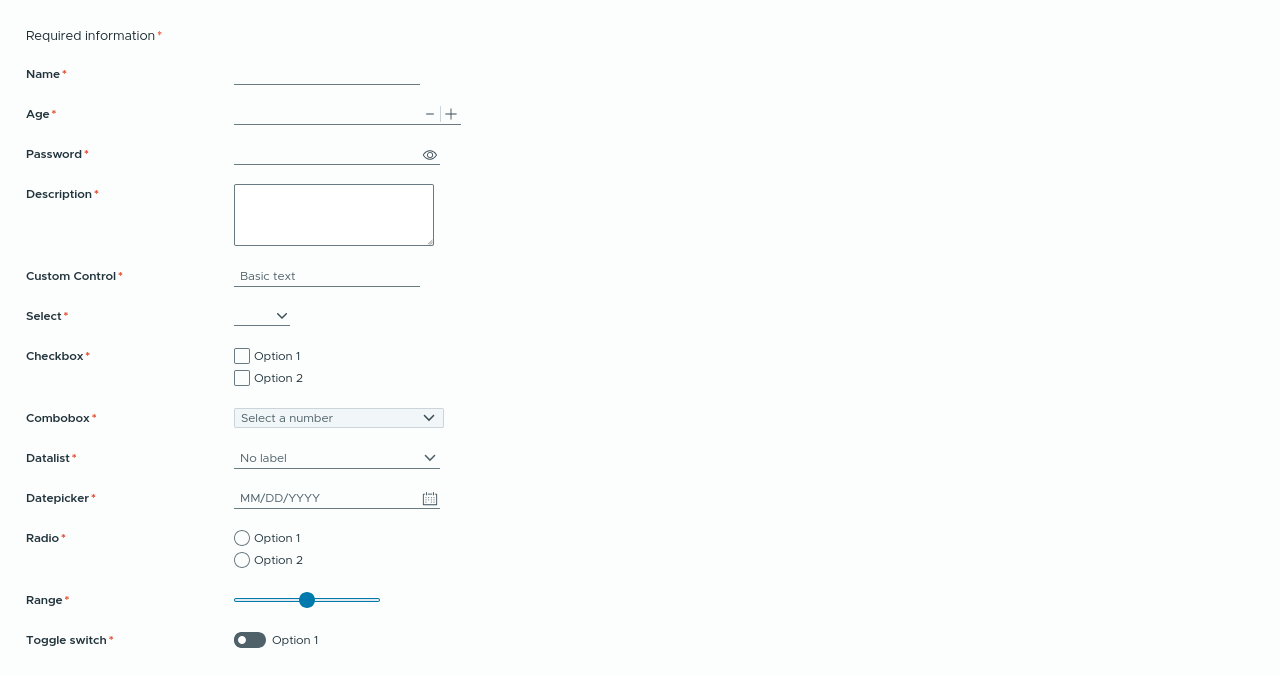 Required information*
Name*
Age*
Password*
Description*
Custom Control* Basic text
Select*
Checkbox* Option 1
Option 2
Combobox* Select a number
Datalist* No label
Datepicker* MM/DD/YYYY
Radio* Option 1
Option 2
Range*
Toggle switch* Option 1